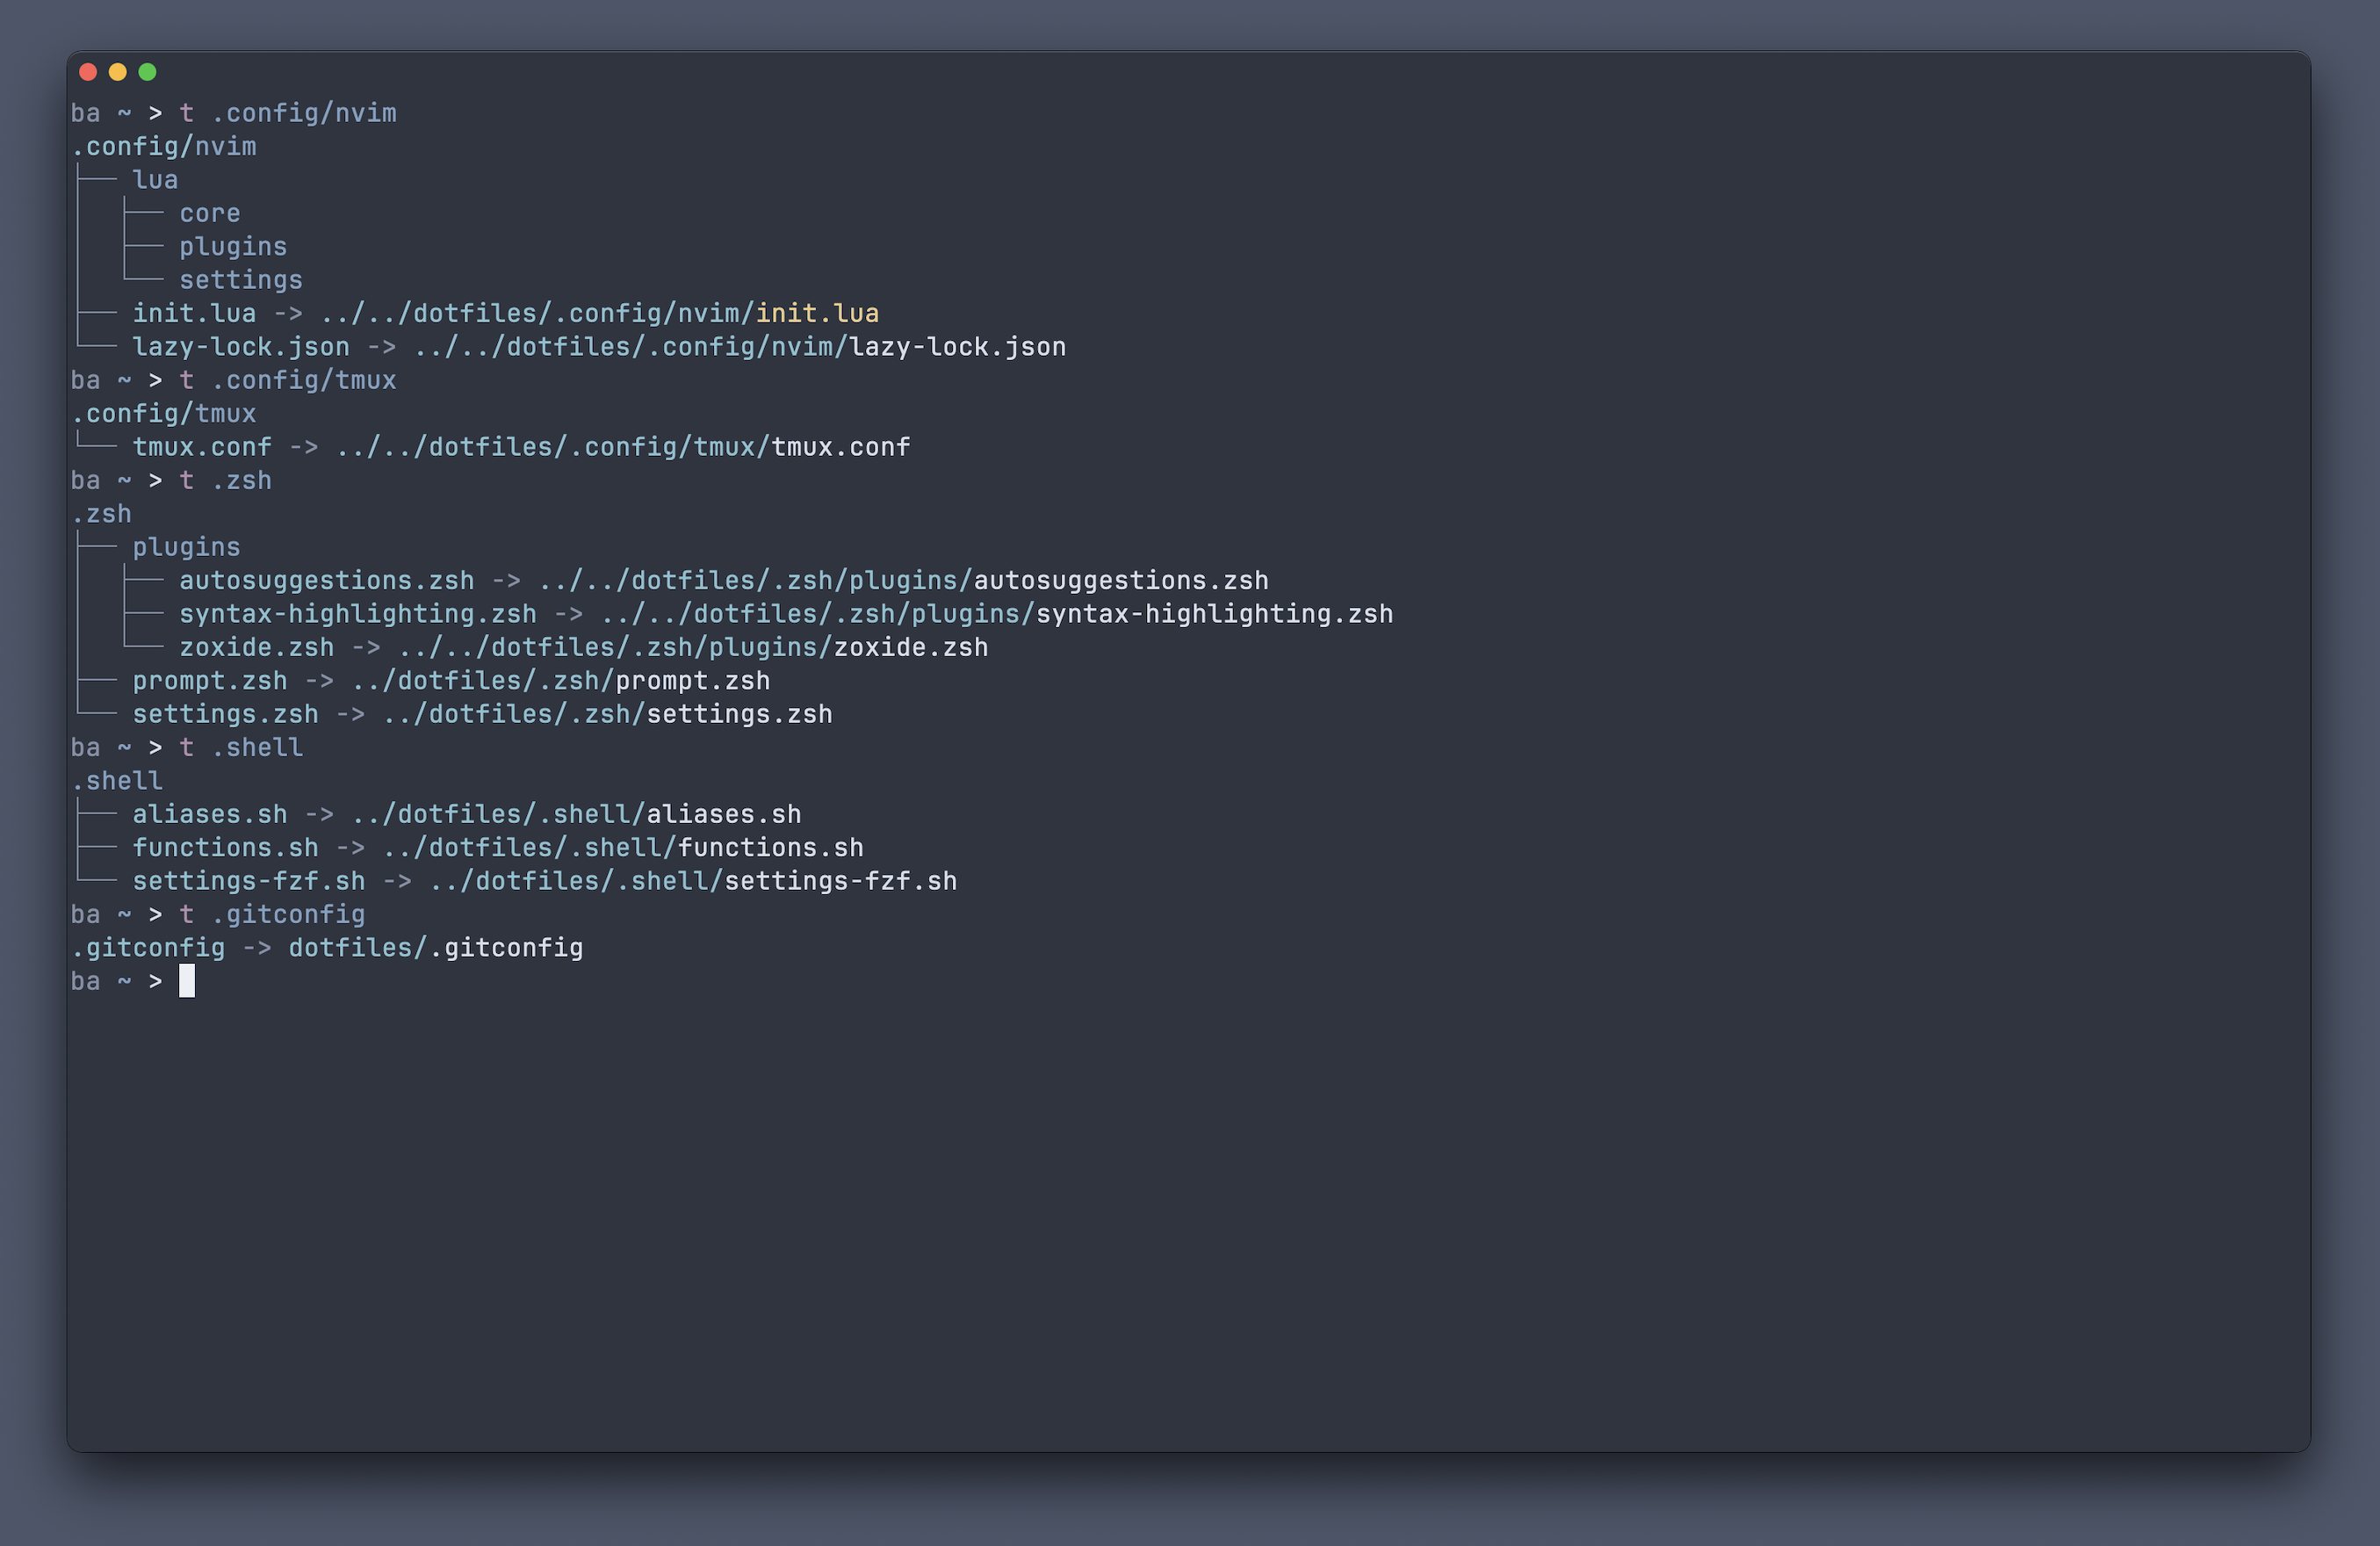 ba ~ > t .config/nvim
.config/nvim
├── lua
│  ├── core
│  ├── plugins
│  └── settings
├── init.lua -> ../../dotfiles/.config/nvim/init.lua
└── lazy-lock.json -> ../../dotfiles/.config/nvim/lazy-lock.json
ba ~ > t .config/tmux
.config/tmux
└── tmux.conf -> ../../dotfiles/.config/tmux/tmux.conf
ba ~ > t .zsh
.zsh
├── plugins
│  ├── autosuggestions.zsh -> ../../dotfiles/.zsh/plugins/autosuggestions.zsh
│  ├── syntax-highlighting.zsh -> ../../dotfiles/.zsh/plugins/syntax-highlighting.zsh
│  └── zoxide.zsh -> ../../dotfiles/.zsh/plugins/zoxide.zsh
├── prompt.zsh -> ../dotfiles/.zsh/prompt.zsh
└── settings.zsh -> ../dotfiles/.zsh/settings.zsh
ba ~ > t .shell
.shell
├── aliases.sh -> ../dotfiles/.shell/aliases.sh
├── functions.sh -> ../dotfiles/.shell/functions.sh
└── settings-fzf.sh -> ../dotfiles/.shell/settings-fzf.sh
ba ~ > t .gitconfig
.gitconfig -> dotfiles/.gitconfig
ba ~ >